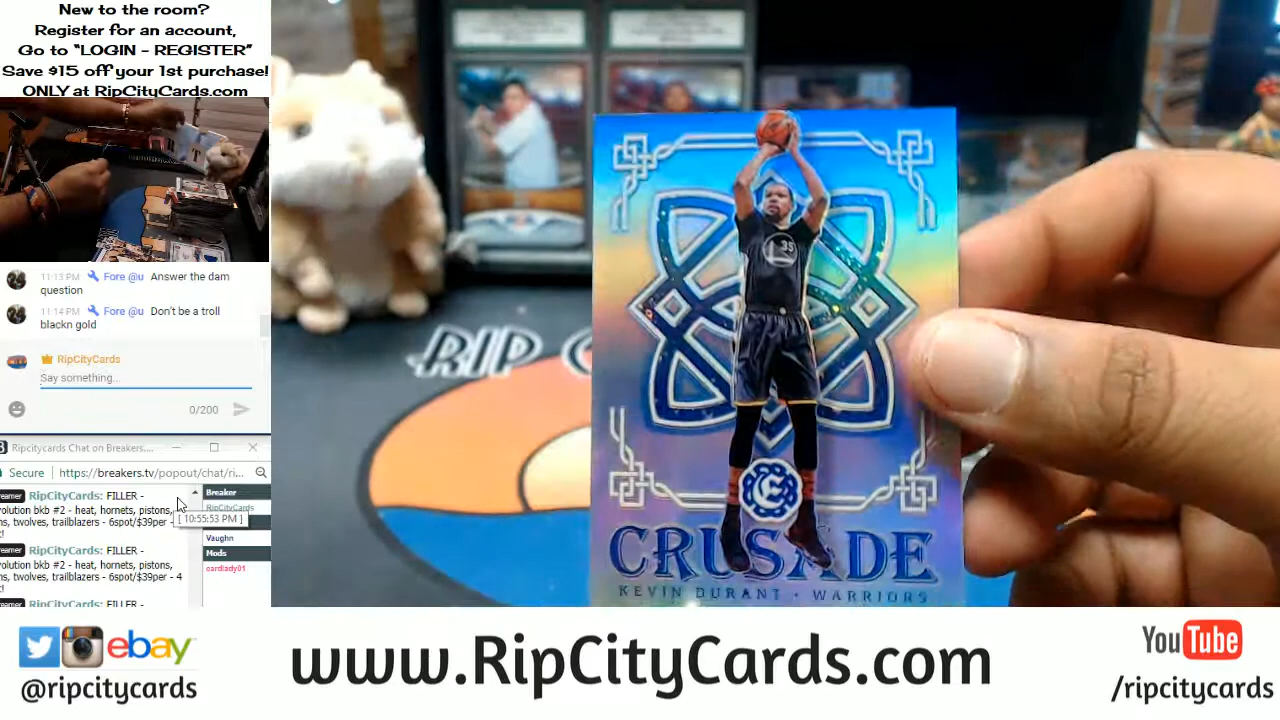 New to the room?
Register for an account,
Go to “LOGIN - REGISTER”
Save $15 off your 1st purchase!
ONLY at RipCityCards.com
11:13 PM Fore @u Answer the dam
question
11:14 PM Fore @u Don't be a troll
blackn gold
RipCityCards
Say something...
0/200
Ripcitycards Chat on Breakers....
Secure https://breakers.tv/popout/chat/ri...
eamer RipCityCards: FILLER -
volution bkb #2 - heat, hornets, pistons,
ns, twolves, trailblazers - 6spot/$39per -
[ 10:55:53 PM ]
t!
eamer RipCityCards: FILLER -
volution bkb #2 - heat, hornets, pistons,
ns, twolves, trailblazers - 6spot/$39per - 4
t!
eamer RipCityCards: FILLER -
Breaker
RipCityCards
Vaughn
Mods
cardlady01
RIP C
35
E
CRUSADE
KEVIN DURANT • WARRIORS
ebay
@ripcitycards
www.RipCityCards.com
YouTube
/ripcitycards